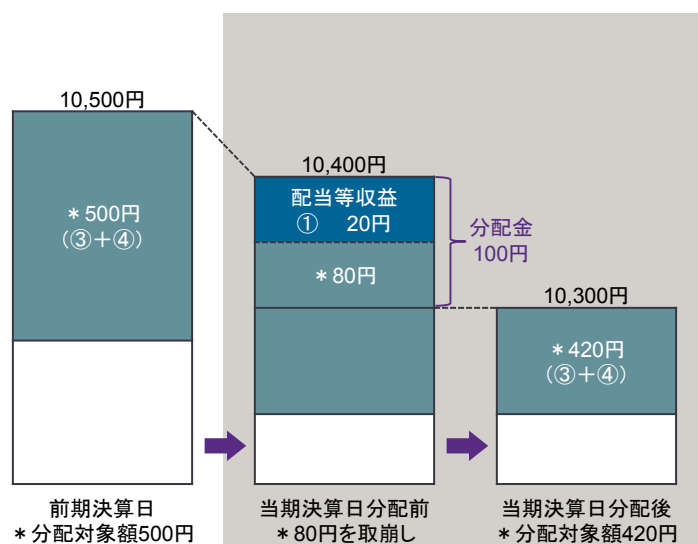 10,500円
＊500円
（③＋④）
前期決算日
＊分配対象額500円
10,400円
配当等収益
① 20円
＊80円
分配金
100円
当期決算日分配前
＊80円を取崩し
10,300円
＊420円
（③＋④）
当期決算日分配後
＊分配対象額420円